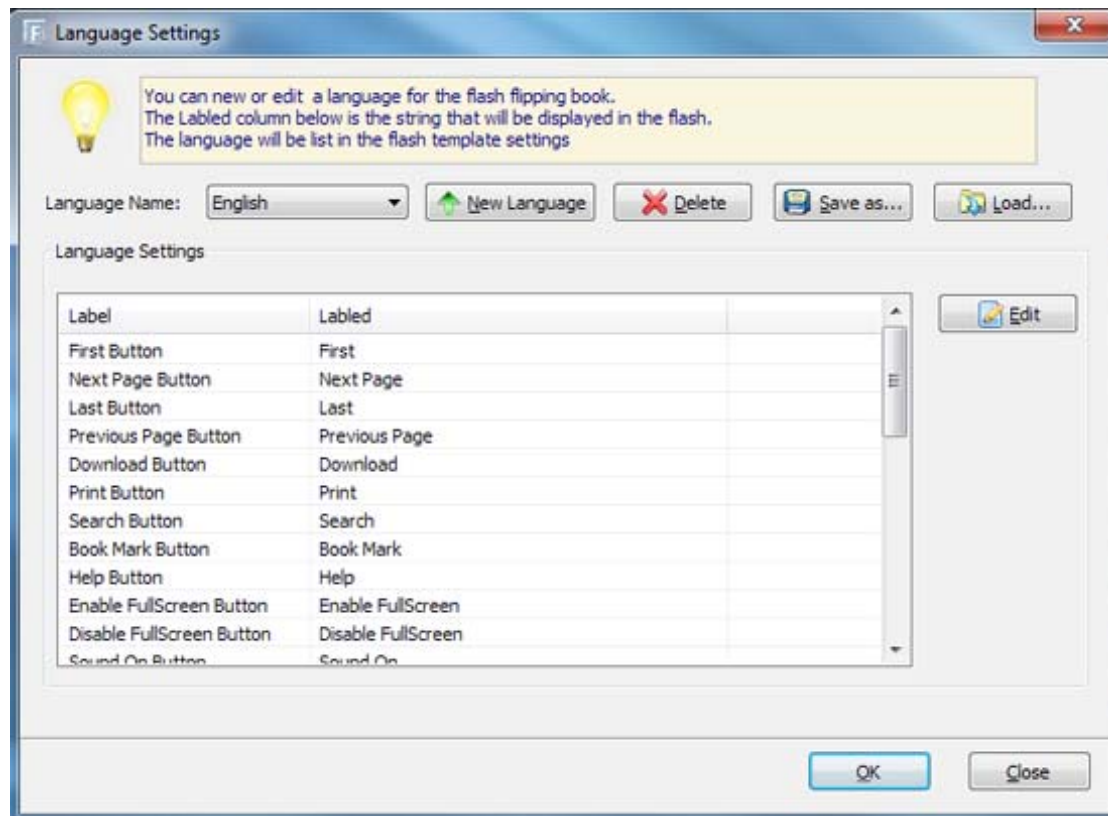 Language Settings
You can new or edit a language for the flash flipping book.
The Labled column below is the string that will be displayed in the flash.
The language will be list in the flash template settings
Language Name: English New Language Delete Save as... Load...
Language Settings
Label Labled Edit
First Button First
Next Page Button Next Page
Last Button Last
Previous Page Button Previous Page
Download Button Download
Print Button Print
Search Button Search
Book Mark Button Book Mark
Help Button Help
Enable FullScreen Button Enable FullScreen
Disable FullScreen Button Disable FullScreen
Sound On Button Sound On
OK Close